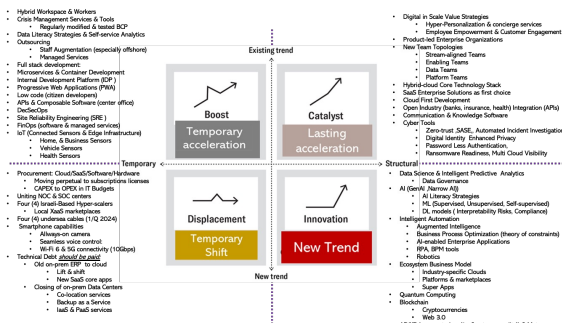 Hybrid Workspace & Workers
Crisis Management Services & Tools
Regularly modified & tested BCP
Data Literacy Strategies & Self-service Analytics
Outsourcing
Staff Augmentation (especially offshore)
Managed Services
Full stack development:
Microservices & Container Development
Internal Development Platform (IDP)
Progressive Web Applications (PWA)
Low code (citizen developers)
APIs & Composable Software (center office)
DecSecOps
Site Reliability Engineering (SRE)
FinOps (software & managed services)
IoT (Connected Sensors & Edge Infrastructure)
Home, & Business Sensors
Vehicle Sensors
Health Sensors
Procurement: Cloud/SaaS/Software/Hardware
Moving perpetual to subscriptions licenses
CAPEX to OPEX in IT Budgets
Uniting NOC & SOC centers
Four (4) Israeli-Based Hyper-scalers
Local XaaS marketplaces
Four (4) undersea cables (1/Q 2024)
Smartphone capabilities
Always-on camera
Seamless voice control:
Wi-Fi 6 & 5G connectivity (10Gbps)
Technical Debt should be paid:
Old on-prem ERP to cloud
Lift & shift
New SaaS core apps
Closing of on-prem Data Centers
Co-location services
Backup as a Service
IaaS & PaaS services
Existing trend
Boost
Temporary acceleration
Catalyst
Lasting acceleration
Temporary
Structural
Displacement
Temporary Shift
Innovation
New Trend
New trend
Digital in Scale Value Strategies
Hyper-Personalization & concierge services
Employee Empowerment & Customer Engagement
Product-led Enterprise Organizations
New Team Topologies
Stream-aligned Teams
Enabling Teams
Data Teams
Platform Teams
Hybrid-cloud Core Technology Stack
SaaS Enterprise Solutions as first choice
Cloud First Development
Open Industry (banks, insurance, health) Integration (APIs)
Communication & Knowledge Software
Cyber Tools
Zero-trust ,SASE,, Automated Incident Investigation
Digital Identity Enhanced Privacy
Password Less Authentication,
Ransomware Readiness, Multi Cloud Visibility
Data Science & Intelligent Predictive Analytics
Data Governance
AI (GenAI ,Narrow AI))
AI Literacy Strategies
ML (Supervised, Unsupervised, Self-supervised)
DL models ( Interpretability Risks, Compliance)
Intelligent Automation
Augmented Intelligence
Business Process Optimization (theory of constraints)
AI-enabled Enterprise Applications
RPA, BPM tools
Robotics
Ecosystem Business Model
Industry-specific Clouds
Platforms & marketplaces
Super Apps
Quantum Computing
Blockchain
Cryptocurrencies
Web 3.0